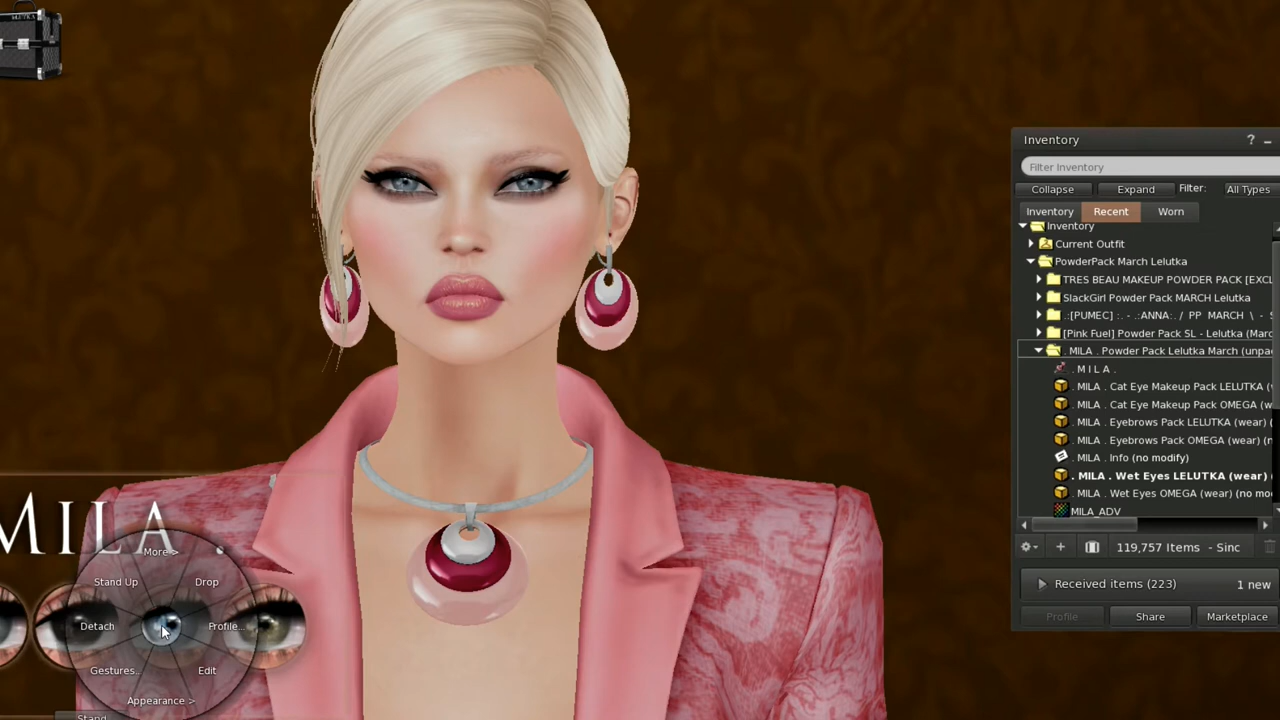 Inventory
?
Filter Inventory
Collapse
Expand
Filter:
All Types
Inventory
Recent
Worn
Inventory
Current Outfit
PowderPack March Lelutka
TRES BEAU MAKEUP POWDER PACK [EXCL
SlackGirl Powder Pack MARCH Lelutka
.:[PUMEC] :. - .:ANNA:. / PP MARCH \ - S
[Pink Fuel] Powder Pack SL - Lelutka (Marc
. MILA . Powder Pack Lelutka March (unpa
. M I L A .
. MILA . Cat Eye Makeup Pack LELUTKA (
. MILA . Cat Eye Makeup Pack OMEGA (w
. MILA . Eyebrows Pack LELUTKA (wear) (
. MILA . Eyebrows Pack OMEGA (wear) (n
. MILA . Info (no modify)
. MILA . Wet Eyes LELUTKA (wear)
. MILA . Wet Eyes OMEGA (wear) (no mo
MILA_ADV
119,757 Items - Sinc
Received items (223)
1 new
Profile
Share
Marketplace
MILA .
More >
Stand Up
Drop
Detach
Profile...
Gestures...
Edit
Appearance >
Stand